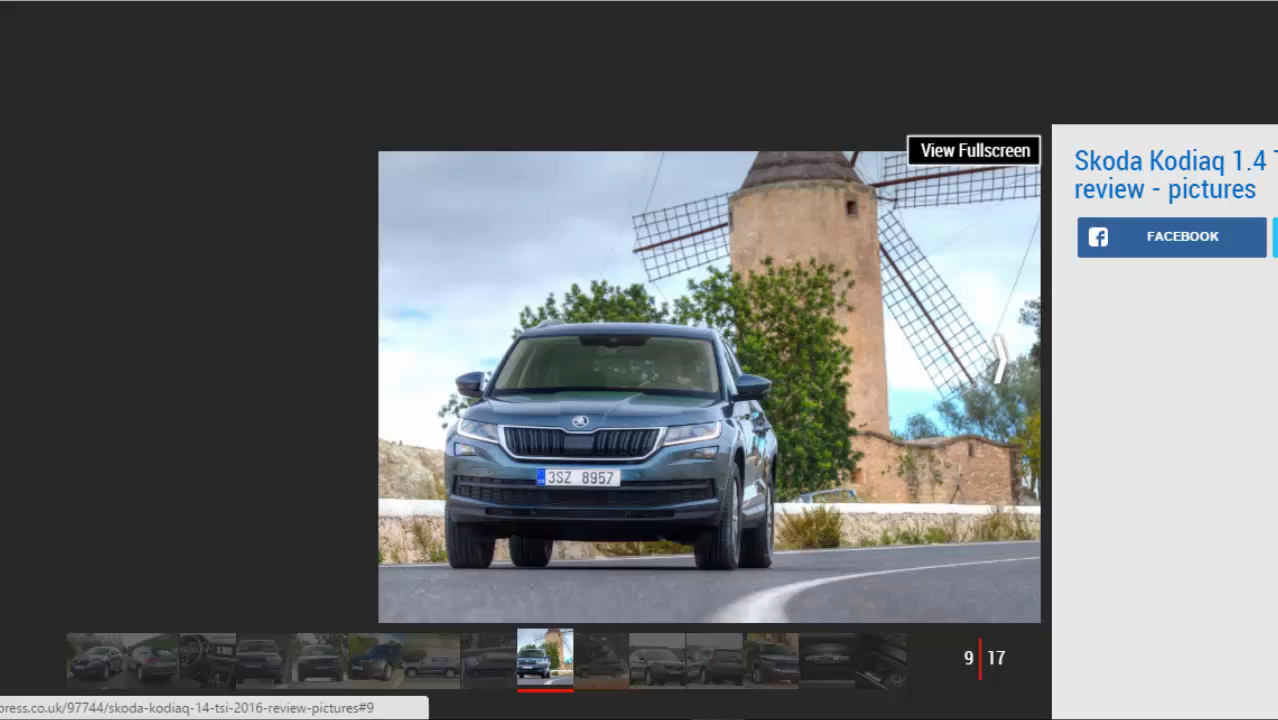 View Fullscreen
Skoda Kodiaq 1.4
review - pictures
FACEBOOK
3SZ 8957
9 17
press.co.uk/97744/skoda-kodiaq-14-tsi-2016-review-pictures#9